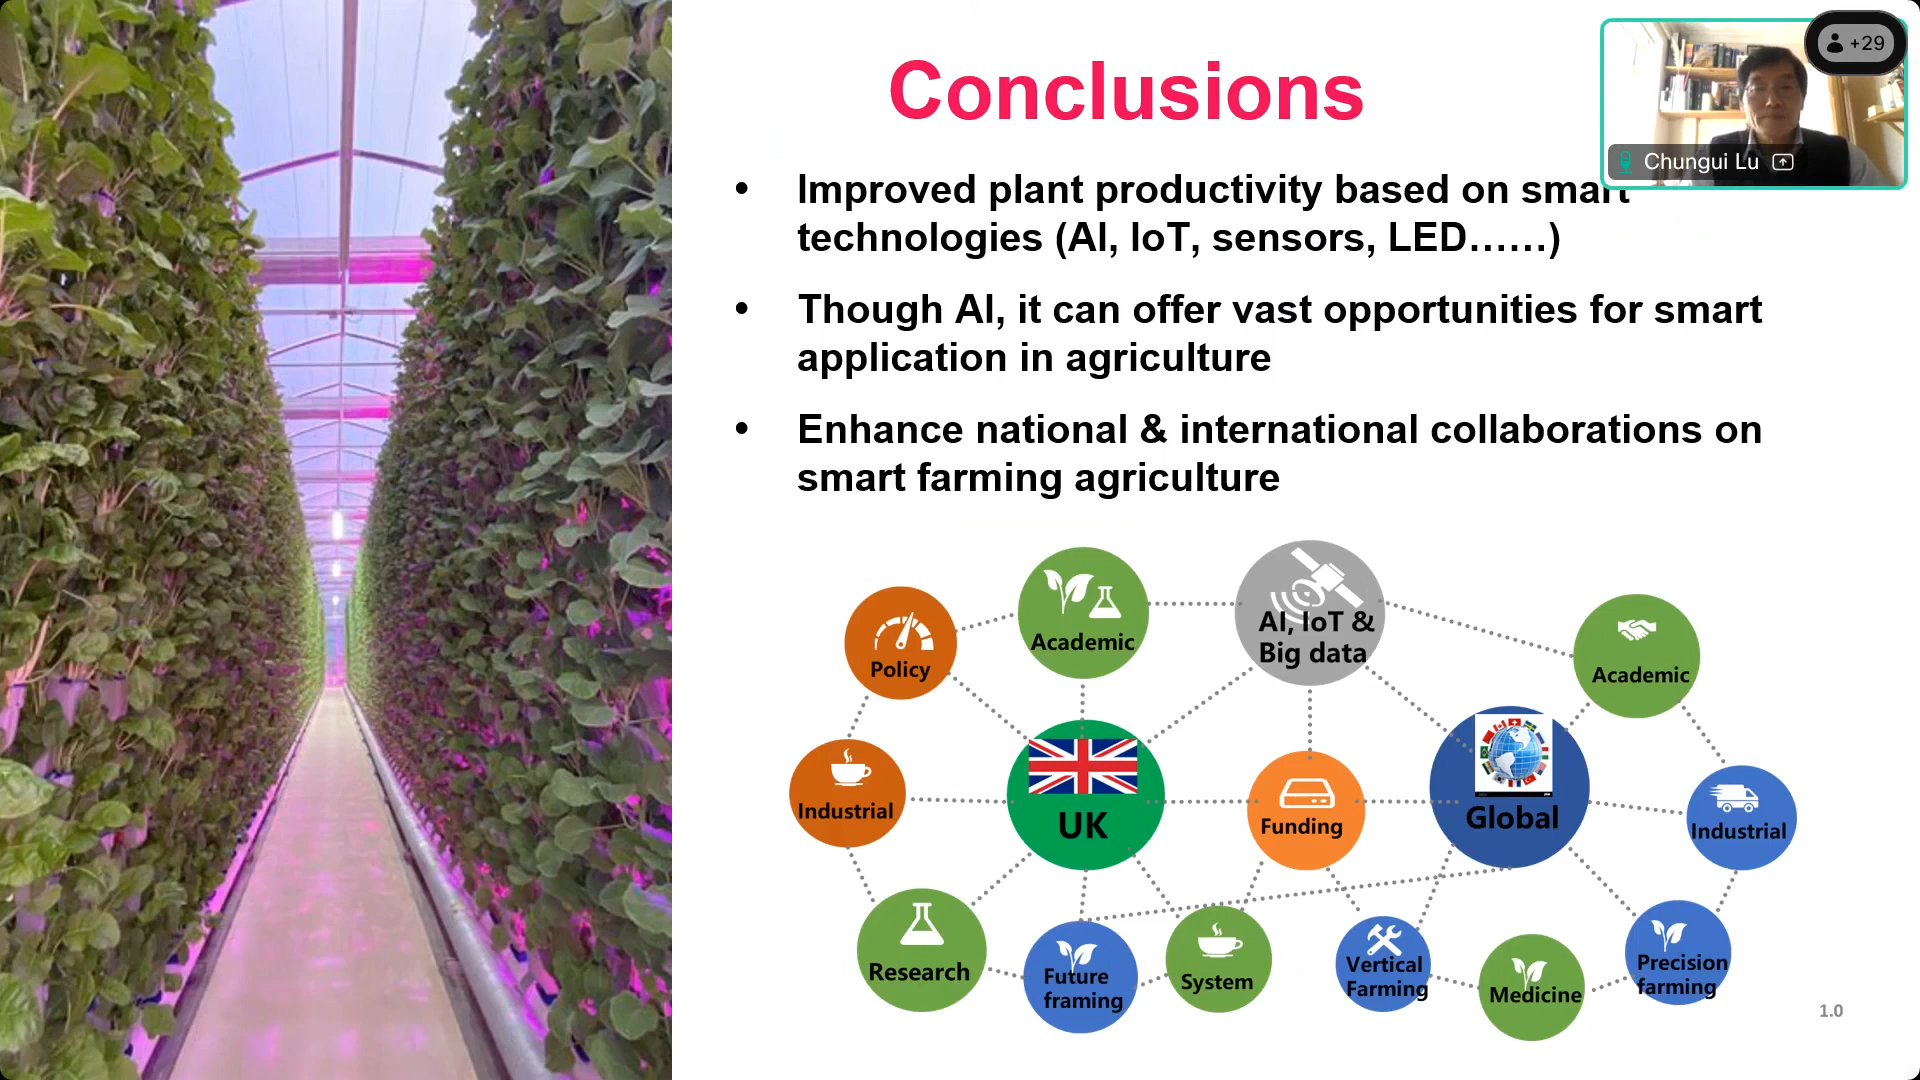 Conclusions
+29
Chungui Lu
• Improved plant productivity based on smart
technologies (AI, IoT, sensors, LED……)
• Though AI, it can offer vast opportunities for smart
application in agriculture
• Enhance national & international collaborations on
smart farming agriculture
Policy
Academic
AI, IoT &
Big data
Academic
Industrial
UK
Funding
Global
Industrial
Research
Future
framing
System
Vertical
Farming
Medicine
Precision
farming
1.0